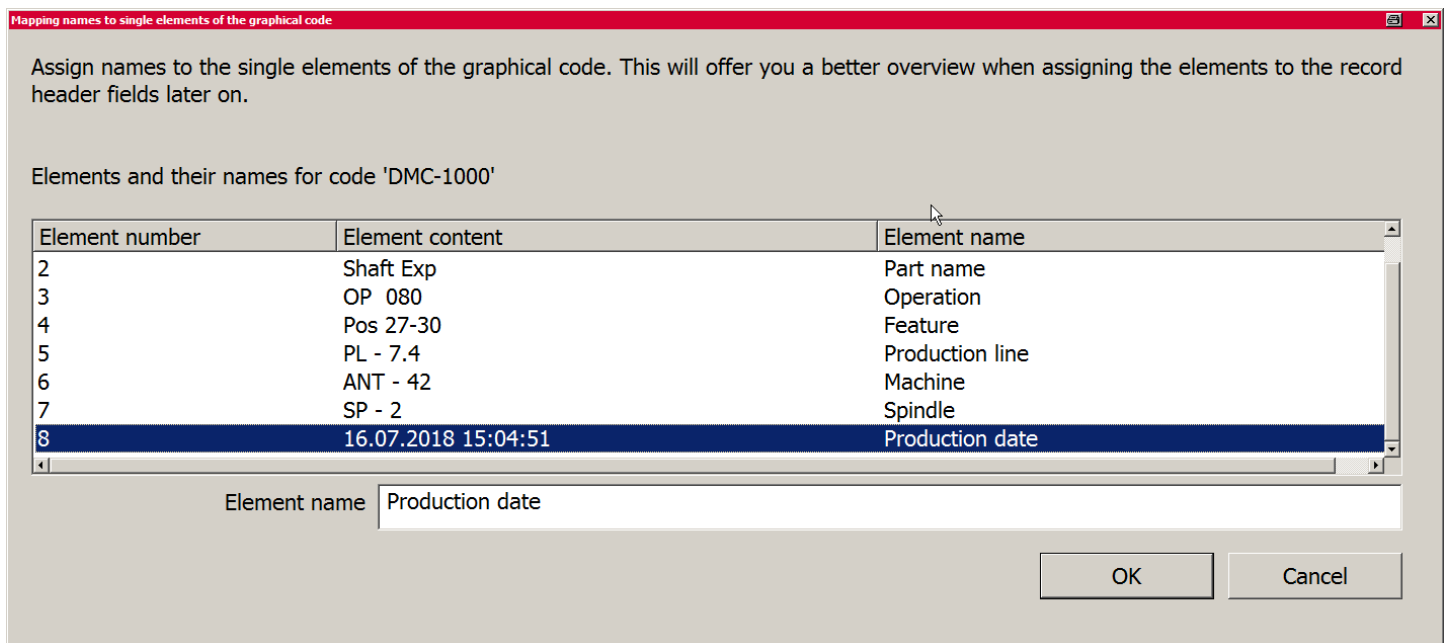 Mapping names to single elements of the graphical code
Assign names to the single elements of the graphical code. This will offer you a better overview when assigning the elements to the record
header fields later on.
Elements and their names for code 'DMC-1000'
Element number Element content Element name
2 Shaft Exp Part name
3 OP  080 Operation
4 Pos 27-30 Feature
5 PL - 7.4 Production line
6 ANT - 42 Machine
7 SP - 2 Spindle
8 16.07.2018 15:04:51 Production date
Element name Production date
OK Cancel